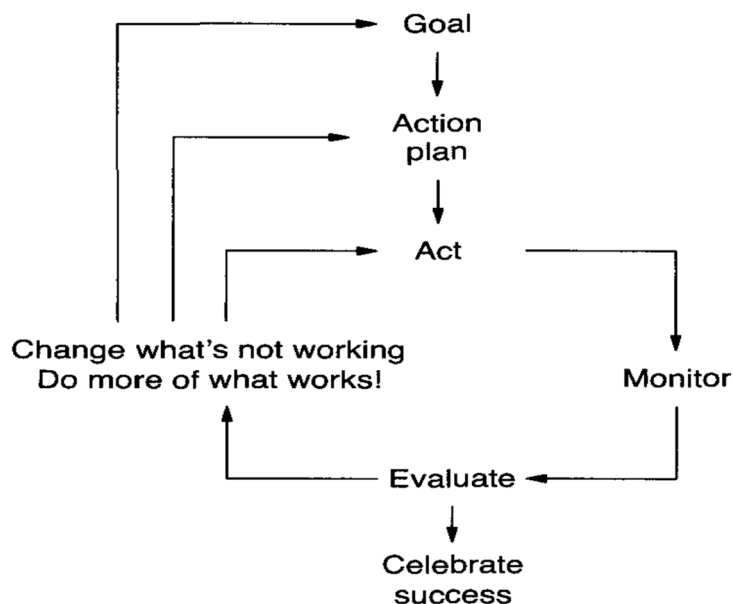 Goal
Action
plan
Act
Change what's not working
Do more of what works!
Monitor
Evaluate
Celebrate
success